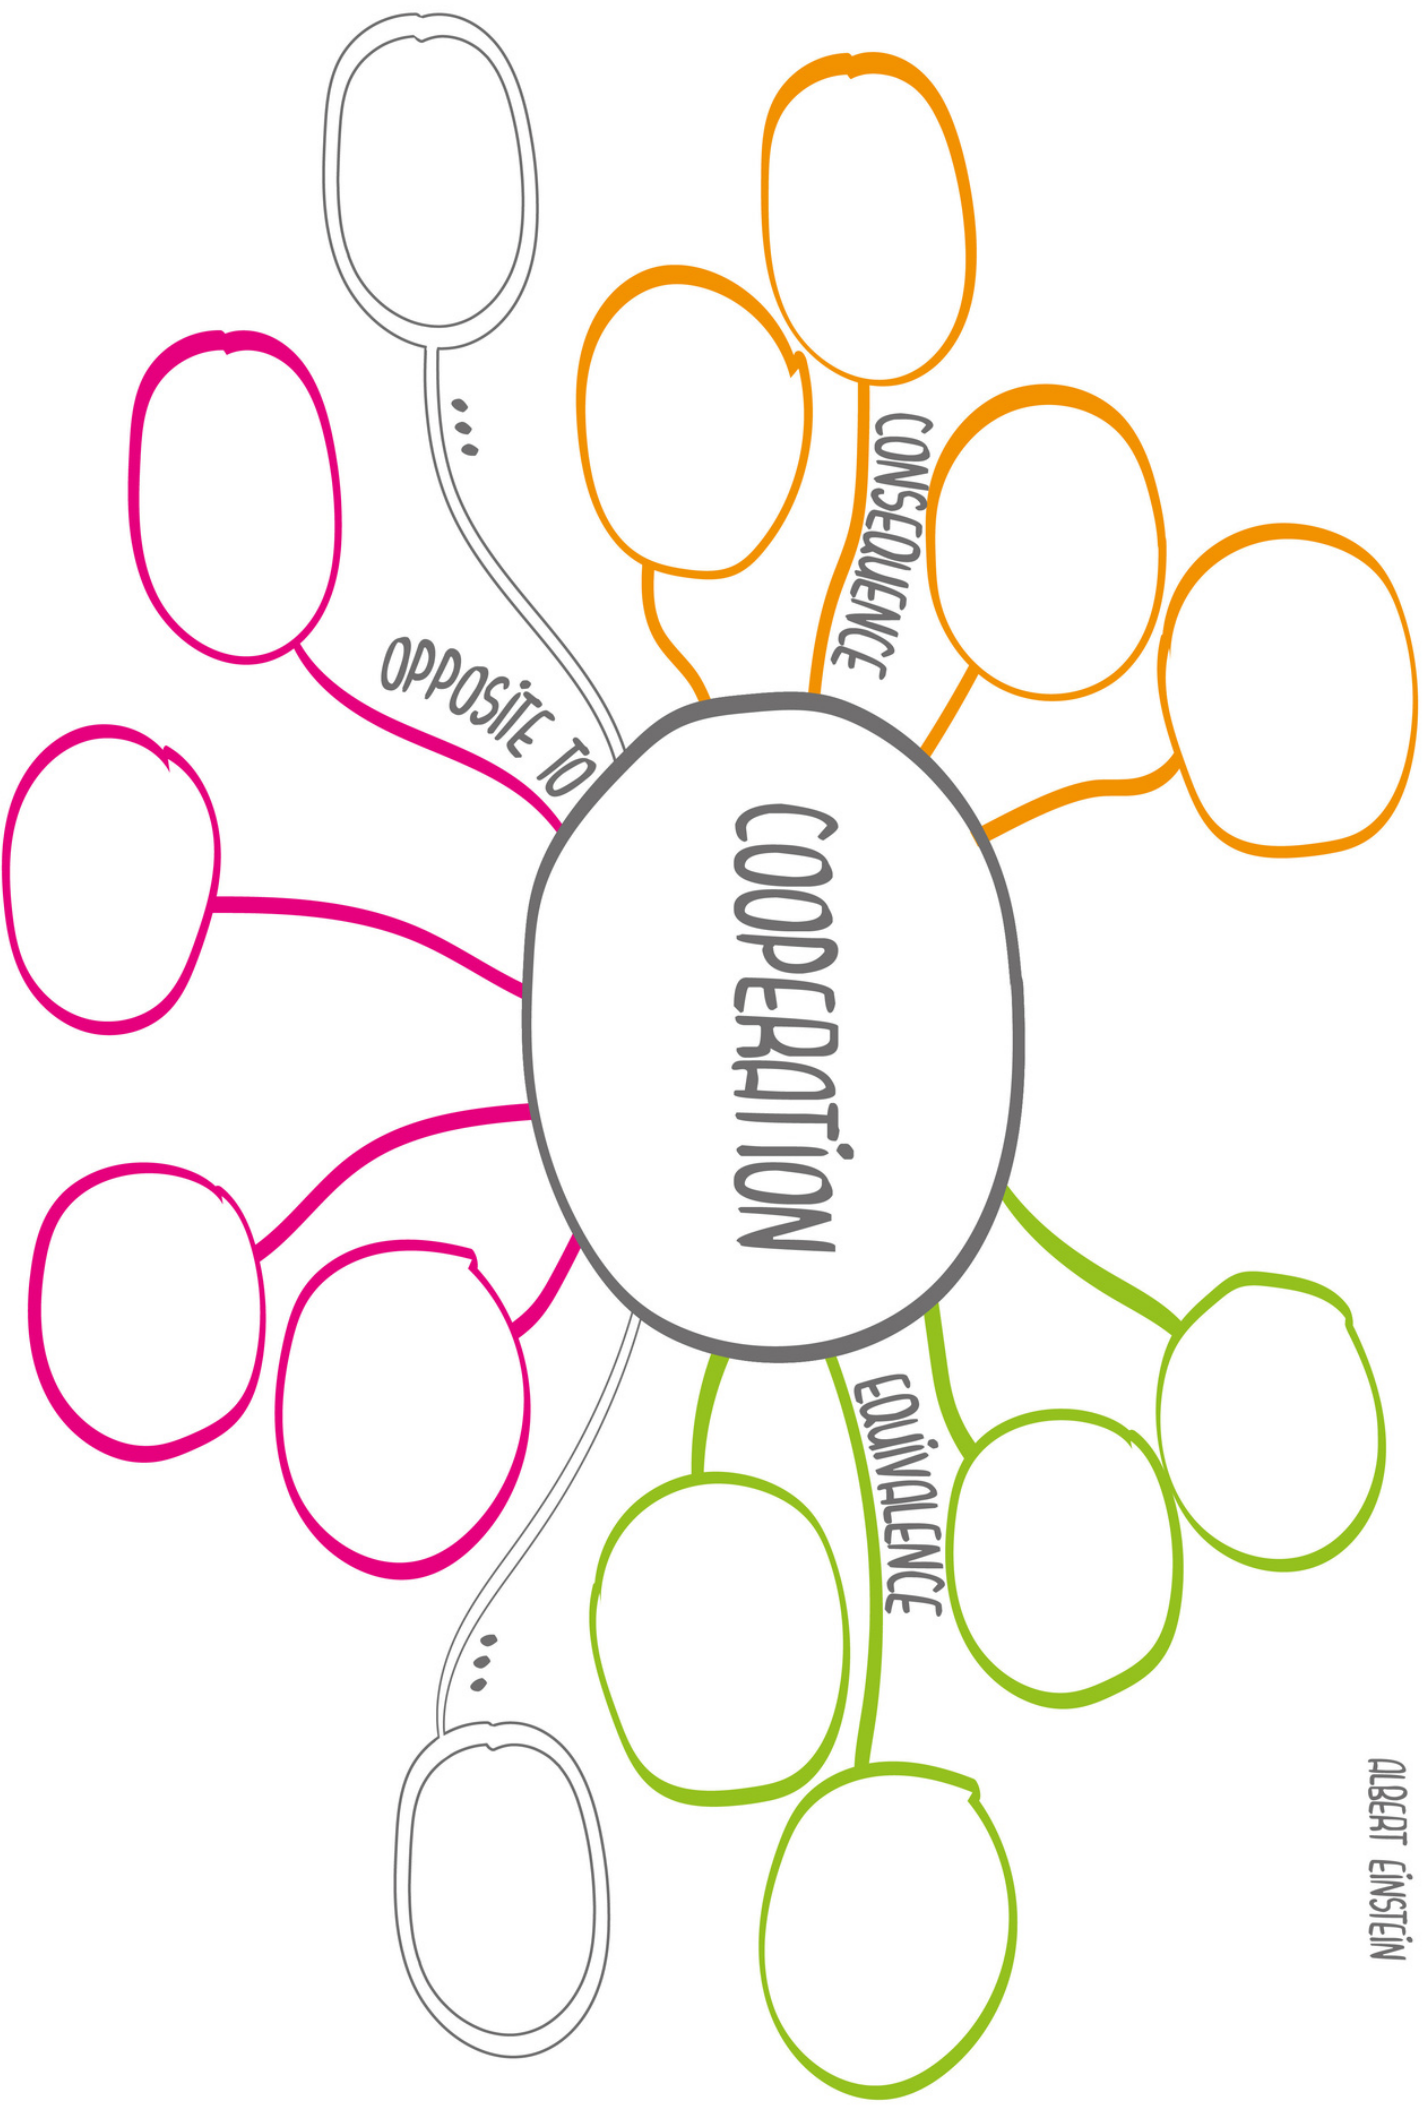 ALBERT EINSTEIN
CONSEQUENCE
EQUIVALENCE
COOPERATION
...
OPPOSITE TO
...